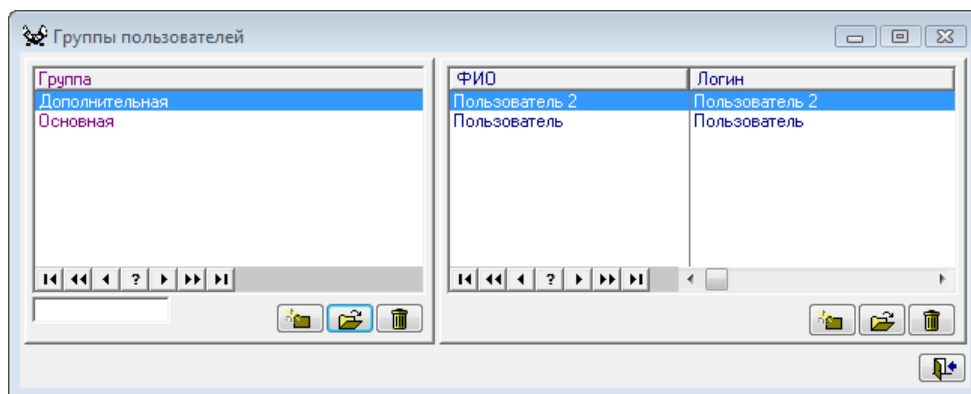 Группы пользователей
Группа
Дополнительная
Основная
ФИО Логин
Пользователь 2 Пользователь 2
Пользователь Пользователь
?
?